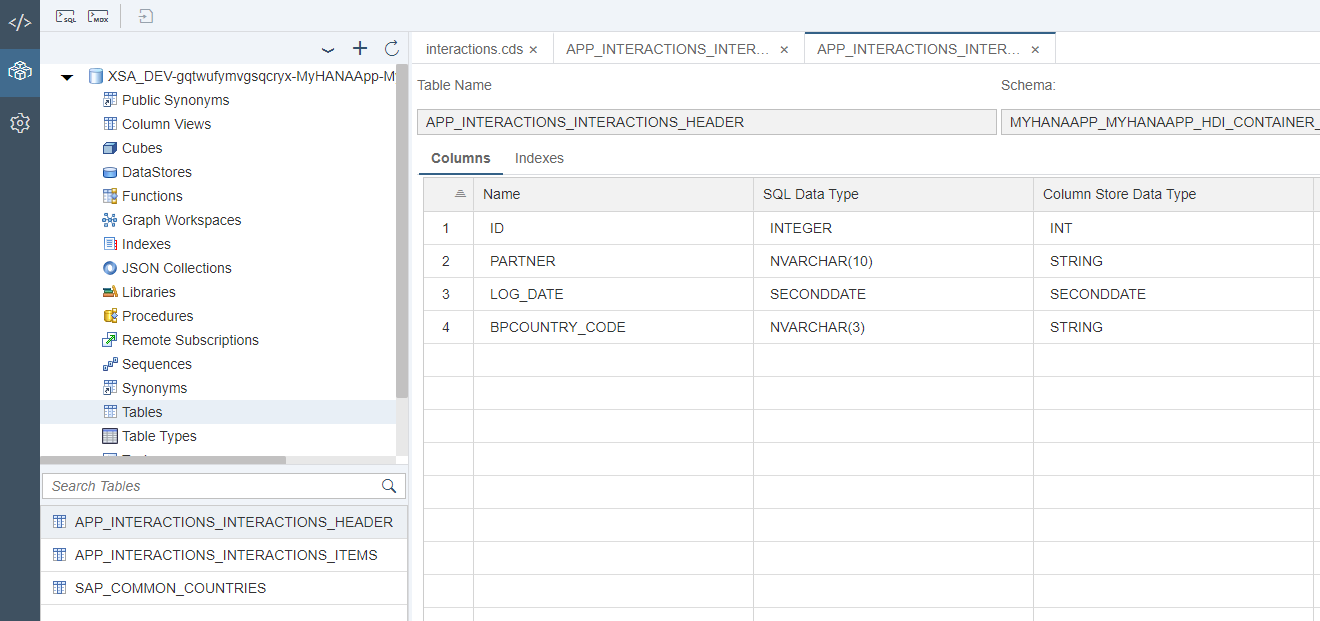 </>
SQL
MDX
XSA_DEV-gqtwufymvgsqcryx-MyHANAApp-M
Public Synonyms
Column Views
Cubes
DataStores
Functions
Graph Workspaces
Indexes
JSON Collections
Libraries
Procedures
Remote Subscriptions
Sequences
Synonyms
Tables
Table Types
Search Tables
APP_INTERACTIONS_INTERACTIONS_HEADER
APP_INTERACTIONS_INTERACTIONS_ITEMS
SAP_COMMON_COUNTRIES
interactions.cds × APP_INTERACTIONS_INTER... × APP_INTERACTIONS_INTER... ×
Table Name Schema:
APP_INTERACTIONS_INTERACTIONS_HEADER MYHANAAPP_MYHANAAPP_HDI_CONTAINER_
Columns Indexes
Name SQL Data Type Column Store Data Type
1 ID INTEGER INT
2 PARTNER NVARCHAR(10) STRING
3 LOG_DATE SECONDDATE SECONDDATE
4 BPCOUNTRY_CODE NVARCHAR(3) STRING